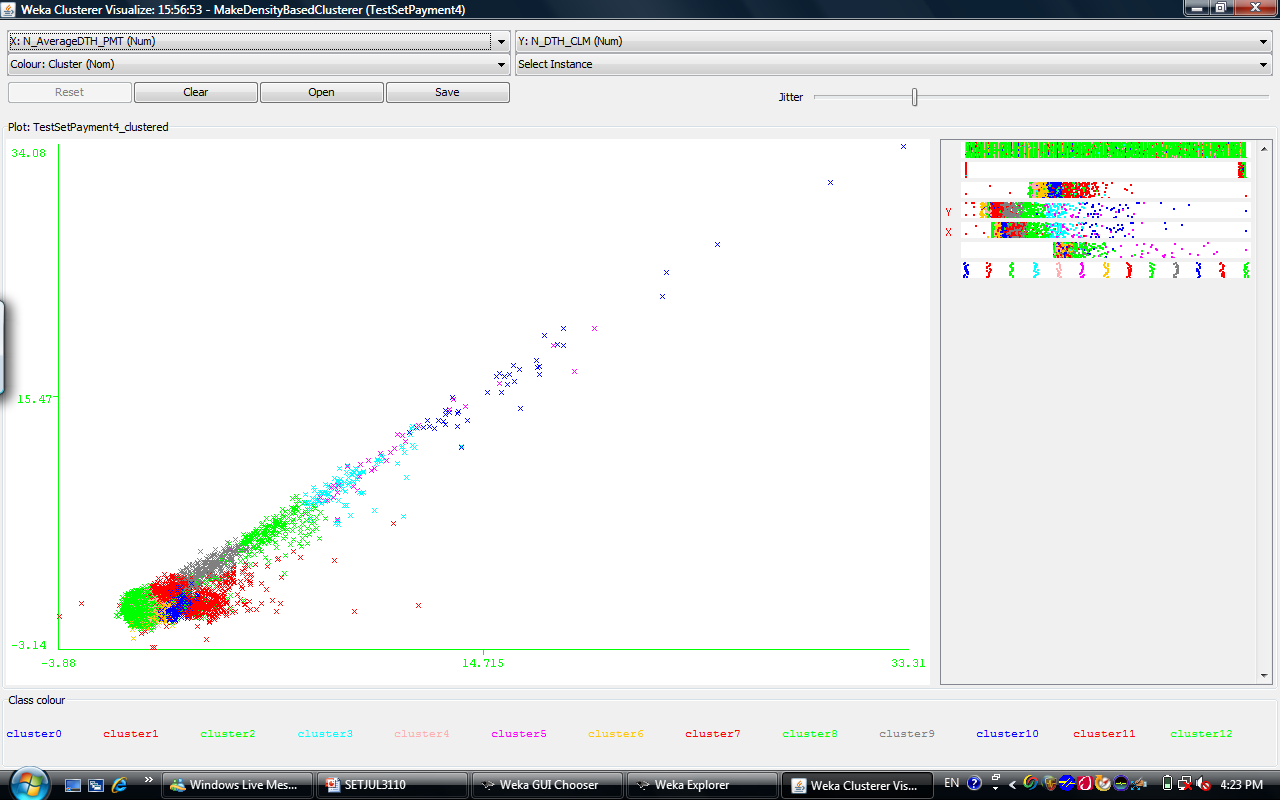 Weka Clusterer Visualize: 15:56:53 - MakeDensityBasedClusterer (TestSetPayment4)
X: N_AverageDTH_PMT (Num)
Y: N_DTH_CLM (Num)
Colour: Cluster (Nom)
Select Instance
Reset
Clear
Open
Save
Jitter
Plot: TestSetPayment4_clustered
34.08
15.47
-3.14
-3.88
14.715
33.31
Y
X
Class colour
cluster0 cluster1 cluster2 cluster3 cluster4 cluster5 cluster6 cluster7 cluster8 cluster9 cluster10 cluster11 cluster12
Windows Live Mes...
SETJUL3110
Weka GUI Chooser
Weka Explorer
Weka Clusterer Vis...
EN
4:23 PM